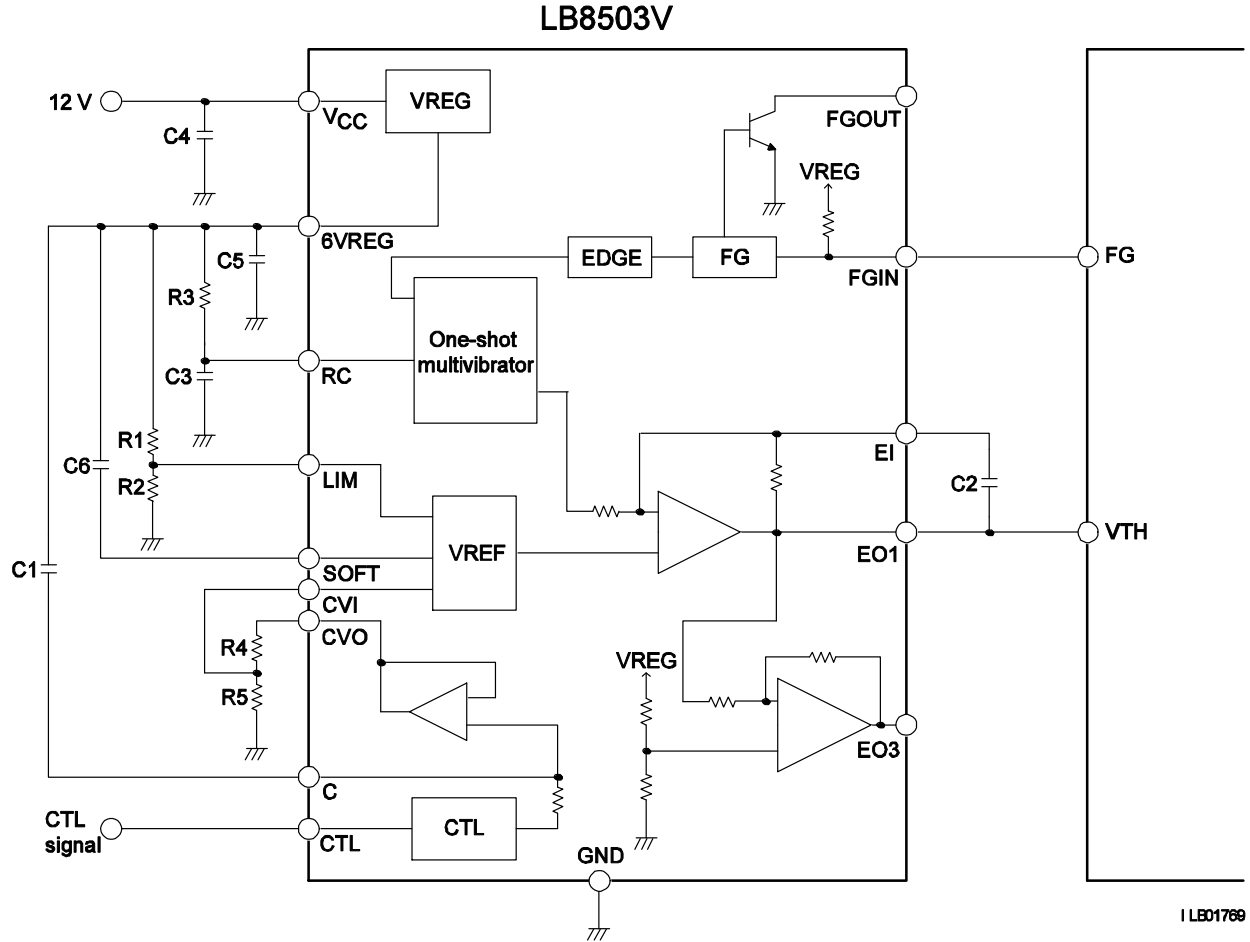 LB8503V
12 V
VCC
VREG
C4
FGOUT
VREG
6VREG
C5
EDGE
FG
FGIN
FG
R3
One-shot
multivibrator
RC
C3
R1
C6
R2
LIM
EI
C2
VREF
EO1
VTH
C1
SOFT
CVI
CVO
R4
R5
VREG
EO3
C
CTL
signal
CTL
CTL
GND
I LB01769